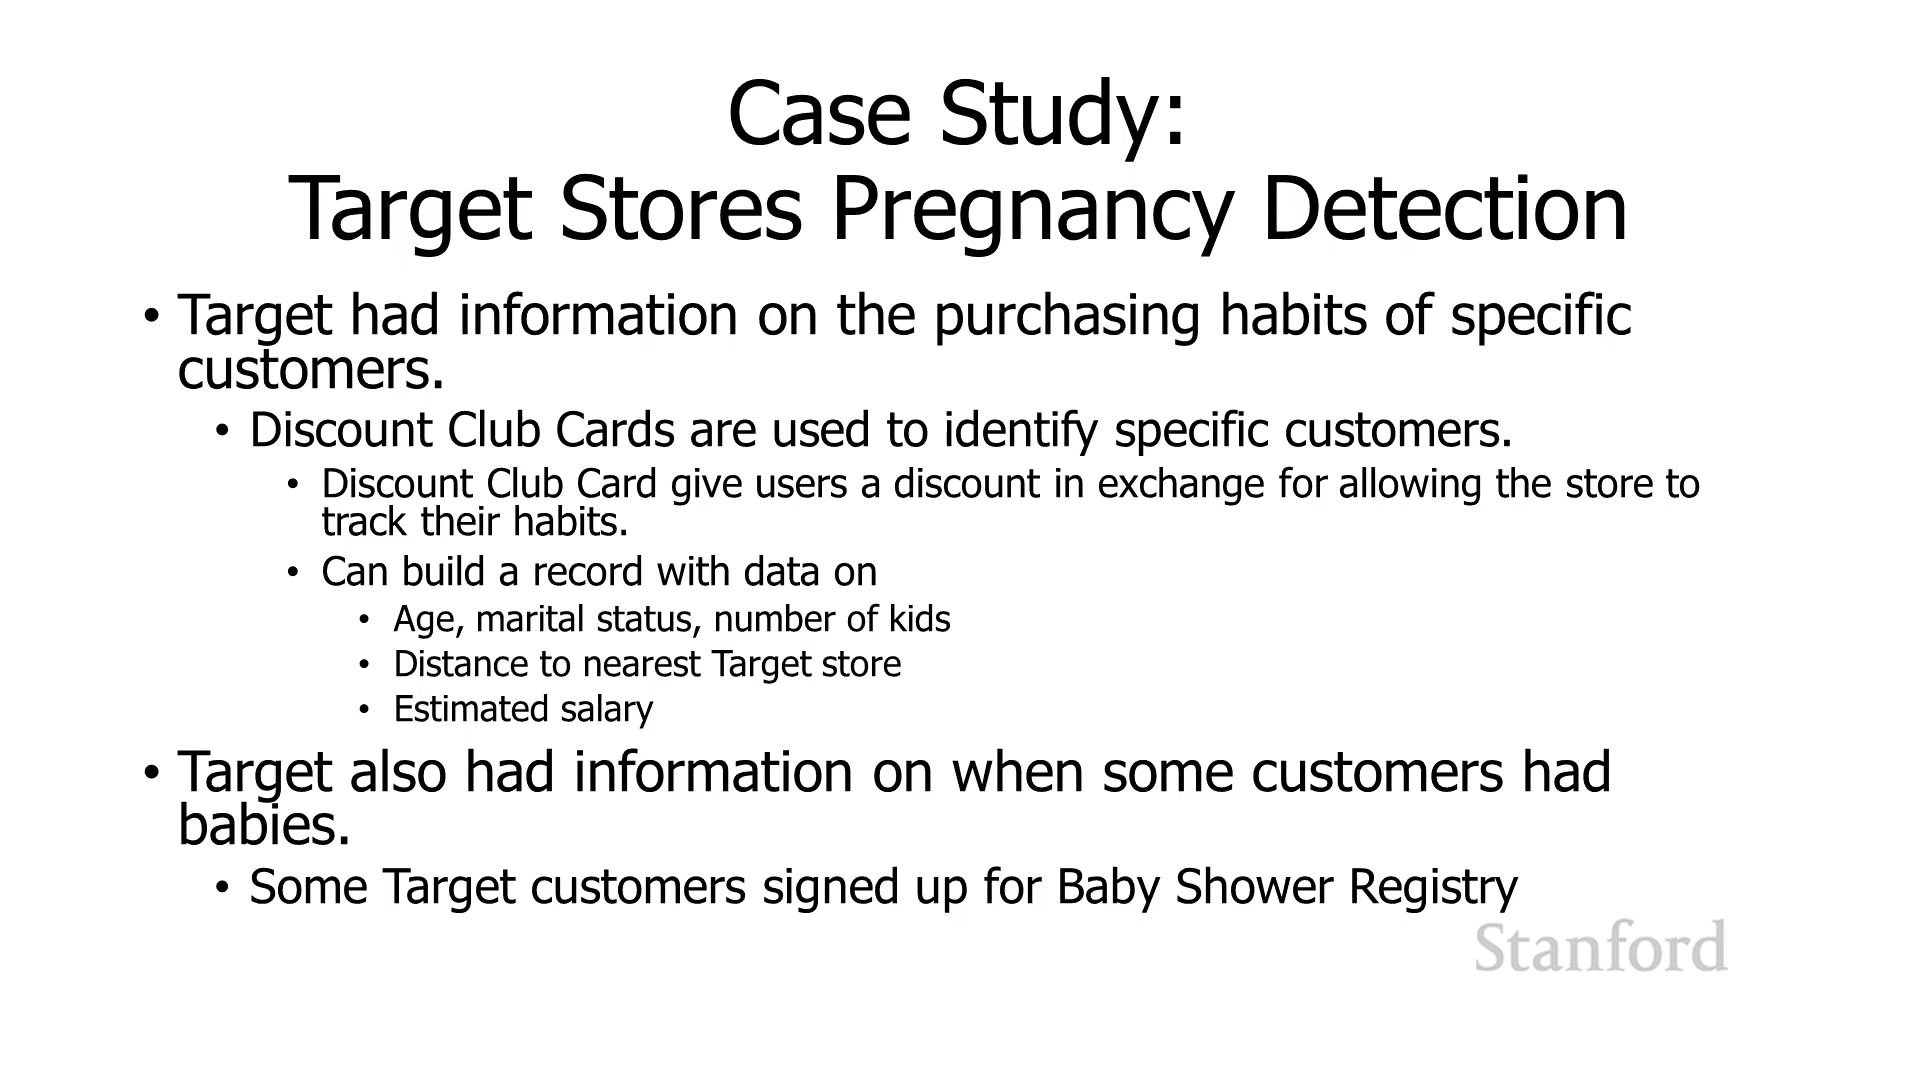 Case Study:
Target Stores Pregnancy Detection
• Target had information on the purchasing habits of specific
customers.
• Discount Club Cards are used to identify specific customers.
• Discount Club Card give users a discount in exchange for allowing the store to
track their habits.
• Can build a record with data on
• Age, marital status, number of kids
• Distance to nearest Target store
• Estimated salary
• Target also had information on when some customers had
babies.
• Some Target customers signed up for Baby Shower Registry
Stanford